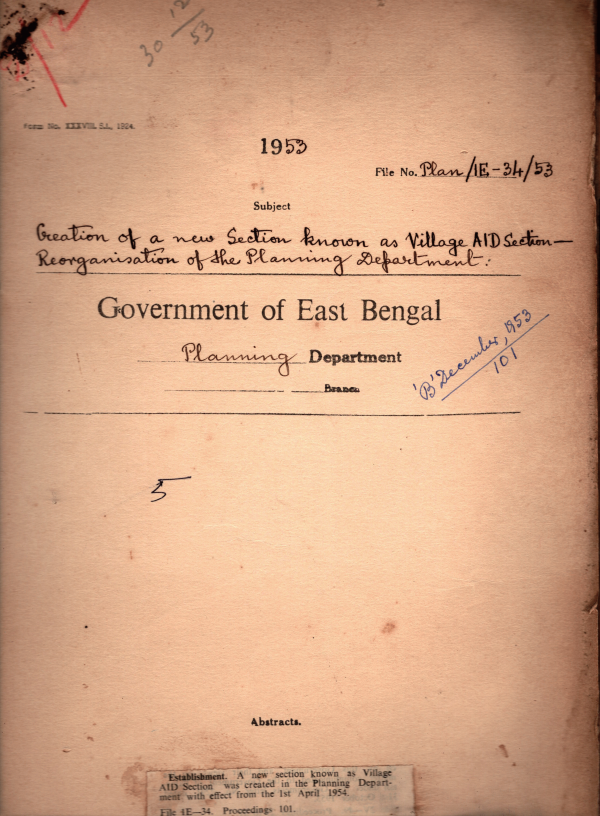 30 12/53
Form No. XXXVIII. S.L., 1924.
1953
File No. Plan/1E-34/53
Subject
Creation of a new Section known as Village AID Section—
Reorganisation of the Planning Department:
Government of East Bengal
Planning Department
Branch
'B' December, 1953
101
5
Abstracts.
Establishment. A new section known as Village
AID Section was created in the Planning Depart-
ment with effect from the 1st April 1954.
File 1E—34. Proceedings 101.